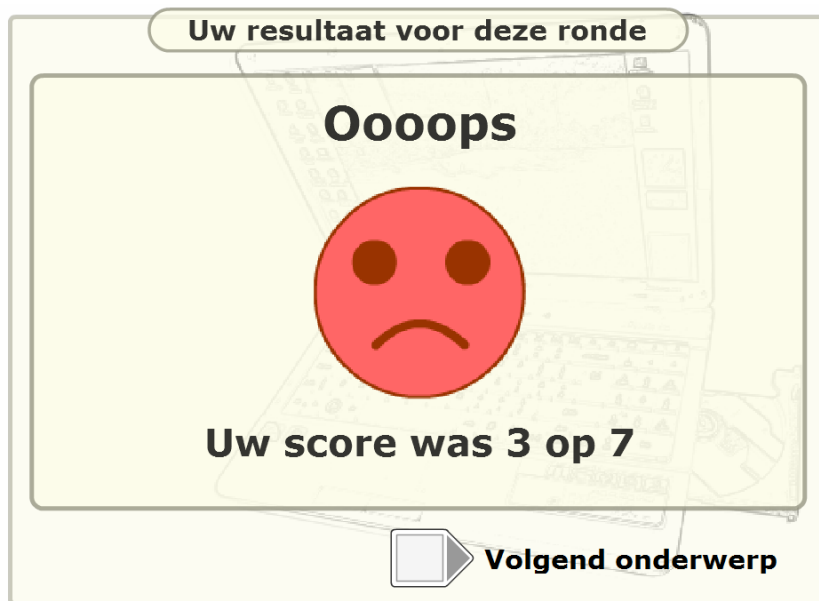 Uw resultaat voor deze ronde
Oooops
Uw score was 3 op 7
Volgend onderwerp